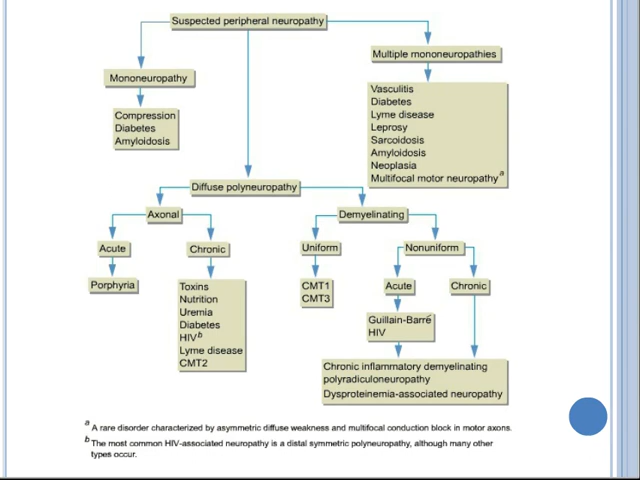 Suspected peripheral neuropathy
Multiple mononeuropathies
Mononeuropathy
Compression
Diabetes
Amyloidosis
Vasculitis
Diabetes
Lyme disease
Leprosy
Sarcoidosis
Amyloidosis
Neoplasia
Multifocal motor neuropathy a
Diffuse polyneuropathy
Axonal
Demyelinating
Acute
Chronic
Uniform
Nonuniform
Porphyria
Toxins
Nutrition
Uremia
Diabetes
HIV b
Lyme disease
CMT2
CMT1
CMT3
Acute
Chronic
Guillain-Barré
HIV
Chronic inflammatory demyelinating
polyradiculoneuropathy
Dysproteinemia-associated neuropathy
a A rare disorder characterized by asymmetric diffuse weakness and multifocal conduction block in motor axons.
b The most common HIV-associated neuropathy is a distal symmetric polyneuropathy, although many other
types occur.